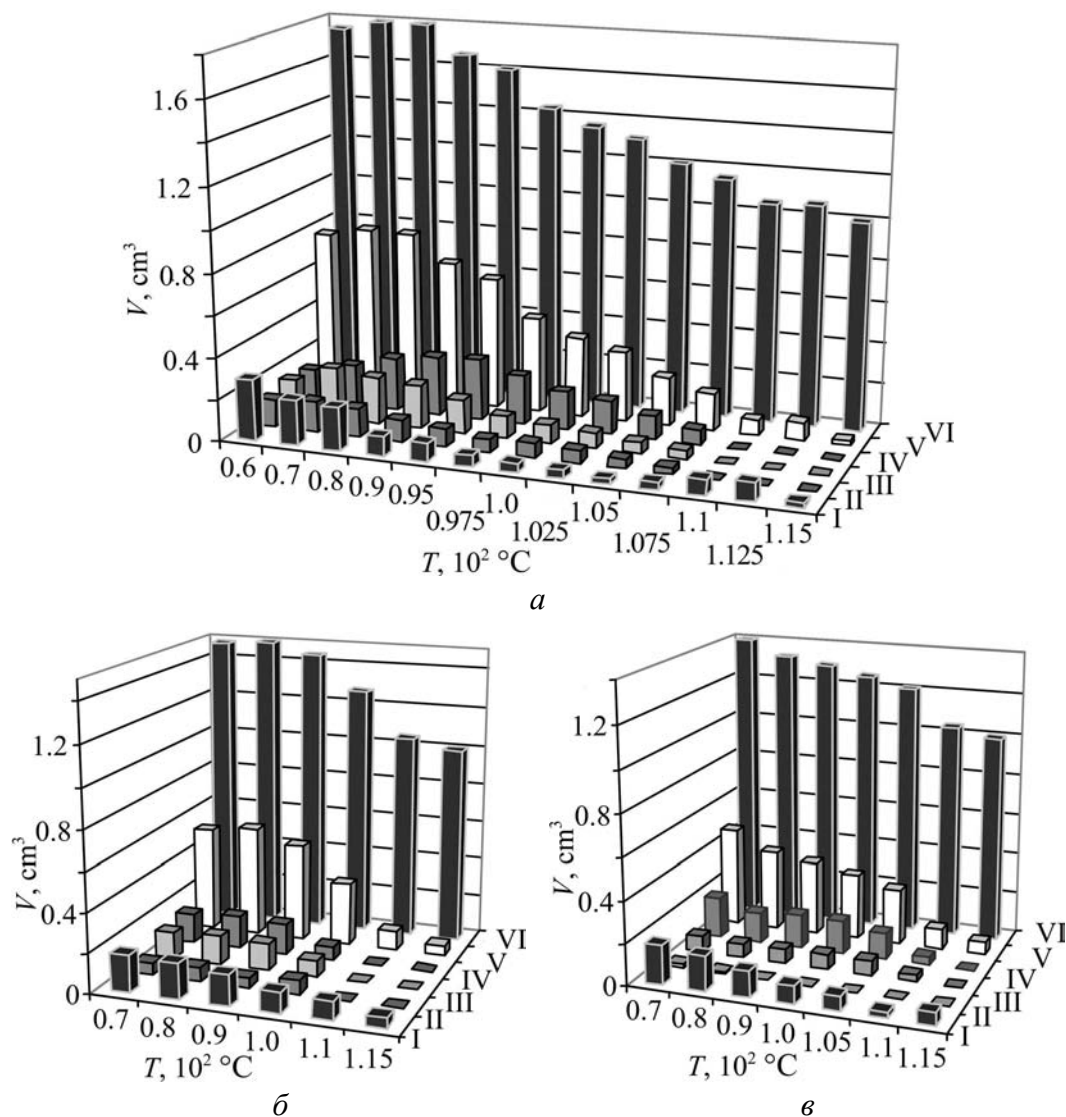 1.6
1.2
0.8
0.4
0
V, cm³
0.6
0.7
0.8
0.9
0.95
0.975
1.0
1.025
1.05
1.075
1.1
1.125
1.15
I
II
III
IV
V
VI
T, 10² °C
а
1.2
0.8
0.4
0
V, cm³
0.7
0.8
0.9
1.0
1.1
1.15
I
II
III
IV
V
VI
T, 10² °C
б
1.2
0.8
0.4
0
V, cm³
0.7
0.8
0.9
1.0
1.05
1.1
1.15
I
II
III
IV
V
VI
T, 10² °C
в